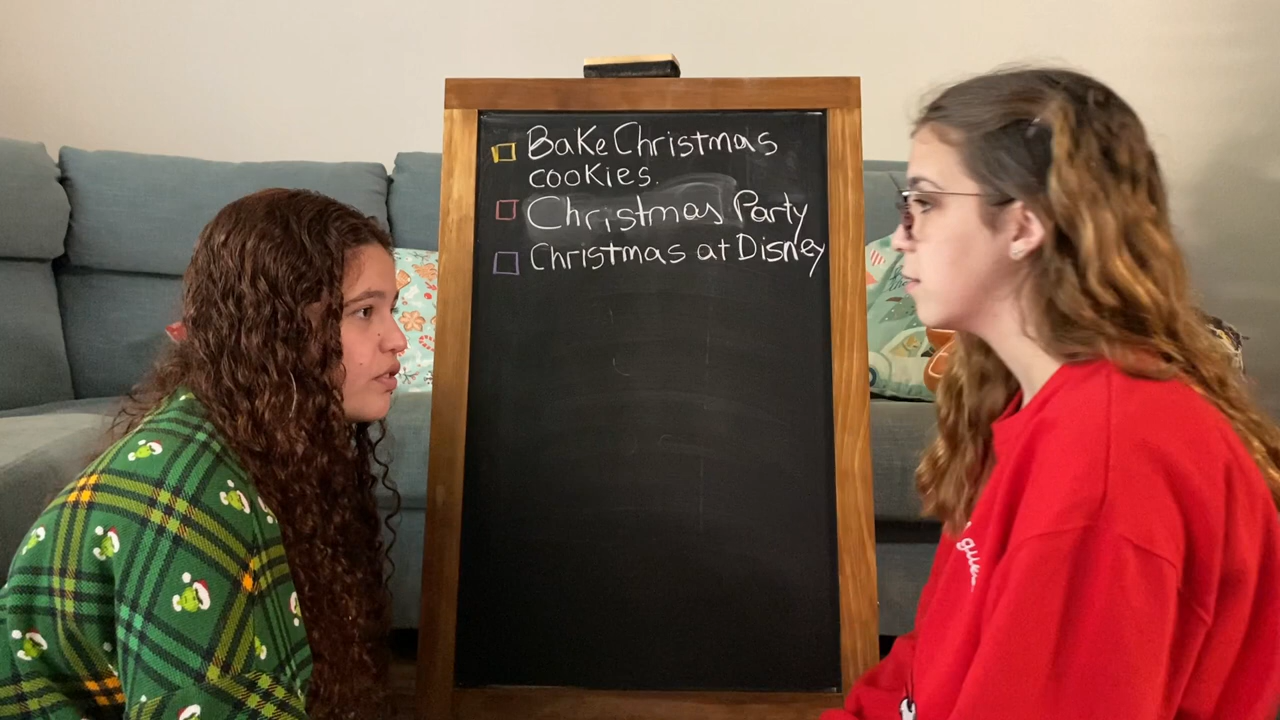 BaKe Christmas
cooKies.
Christmas Party
Christmas at Disney